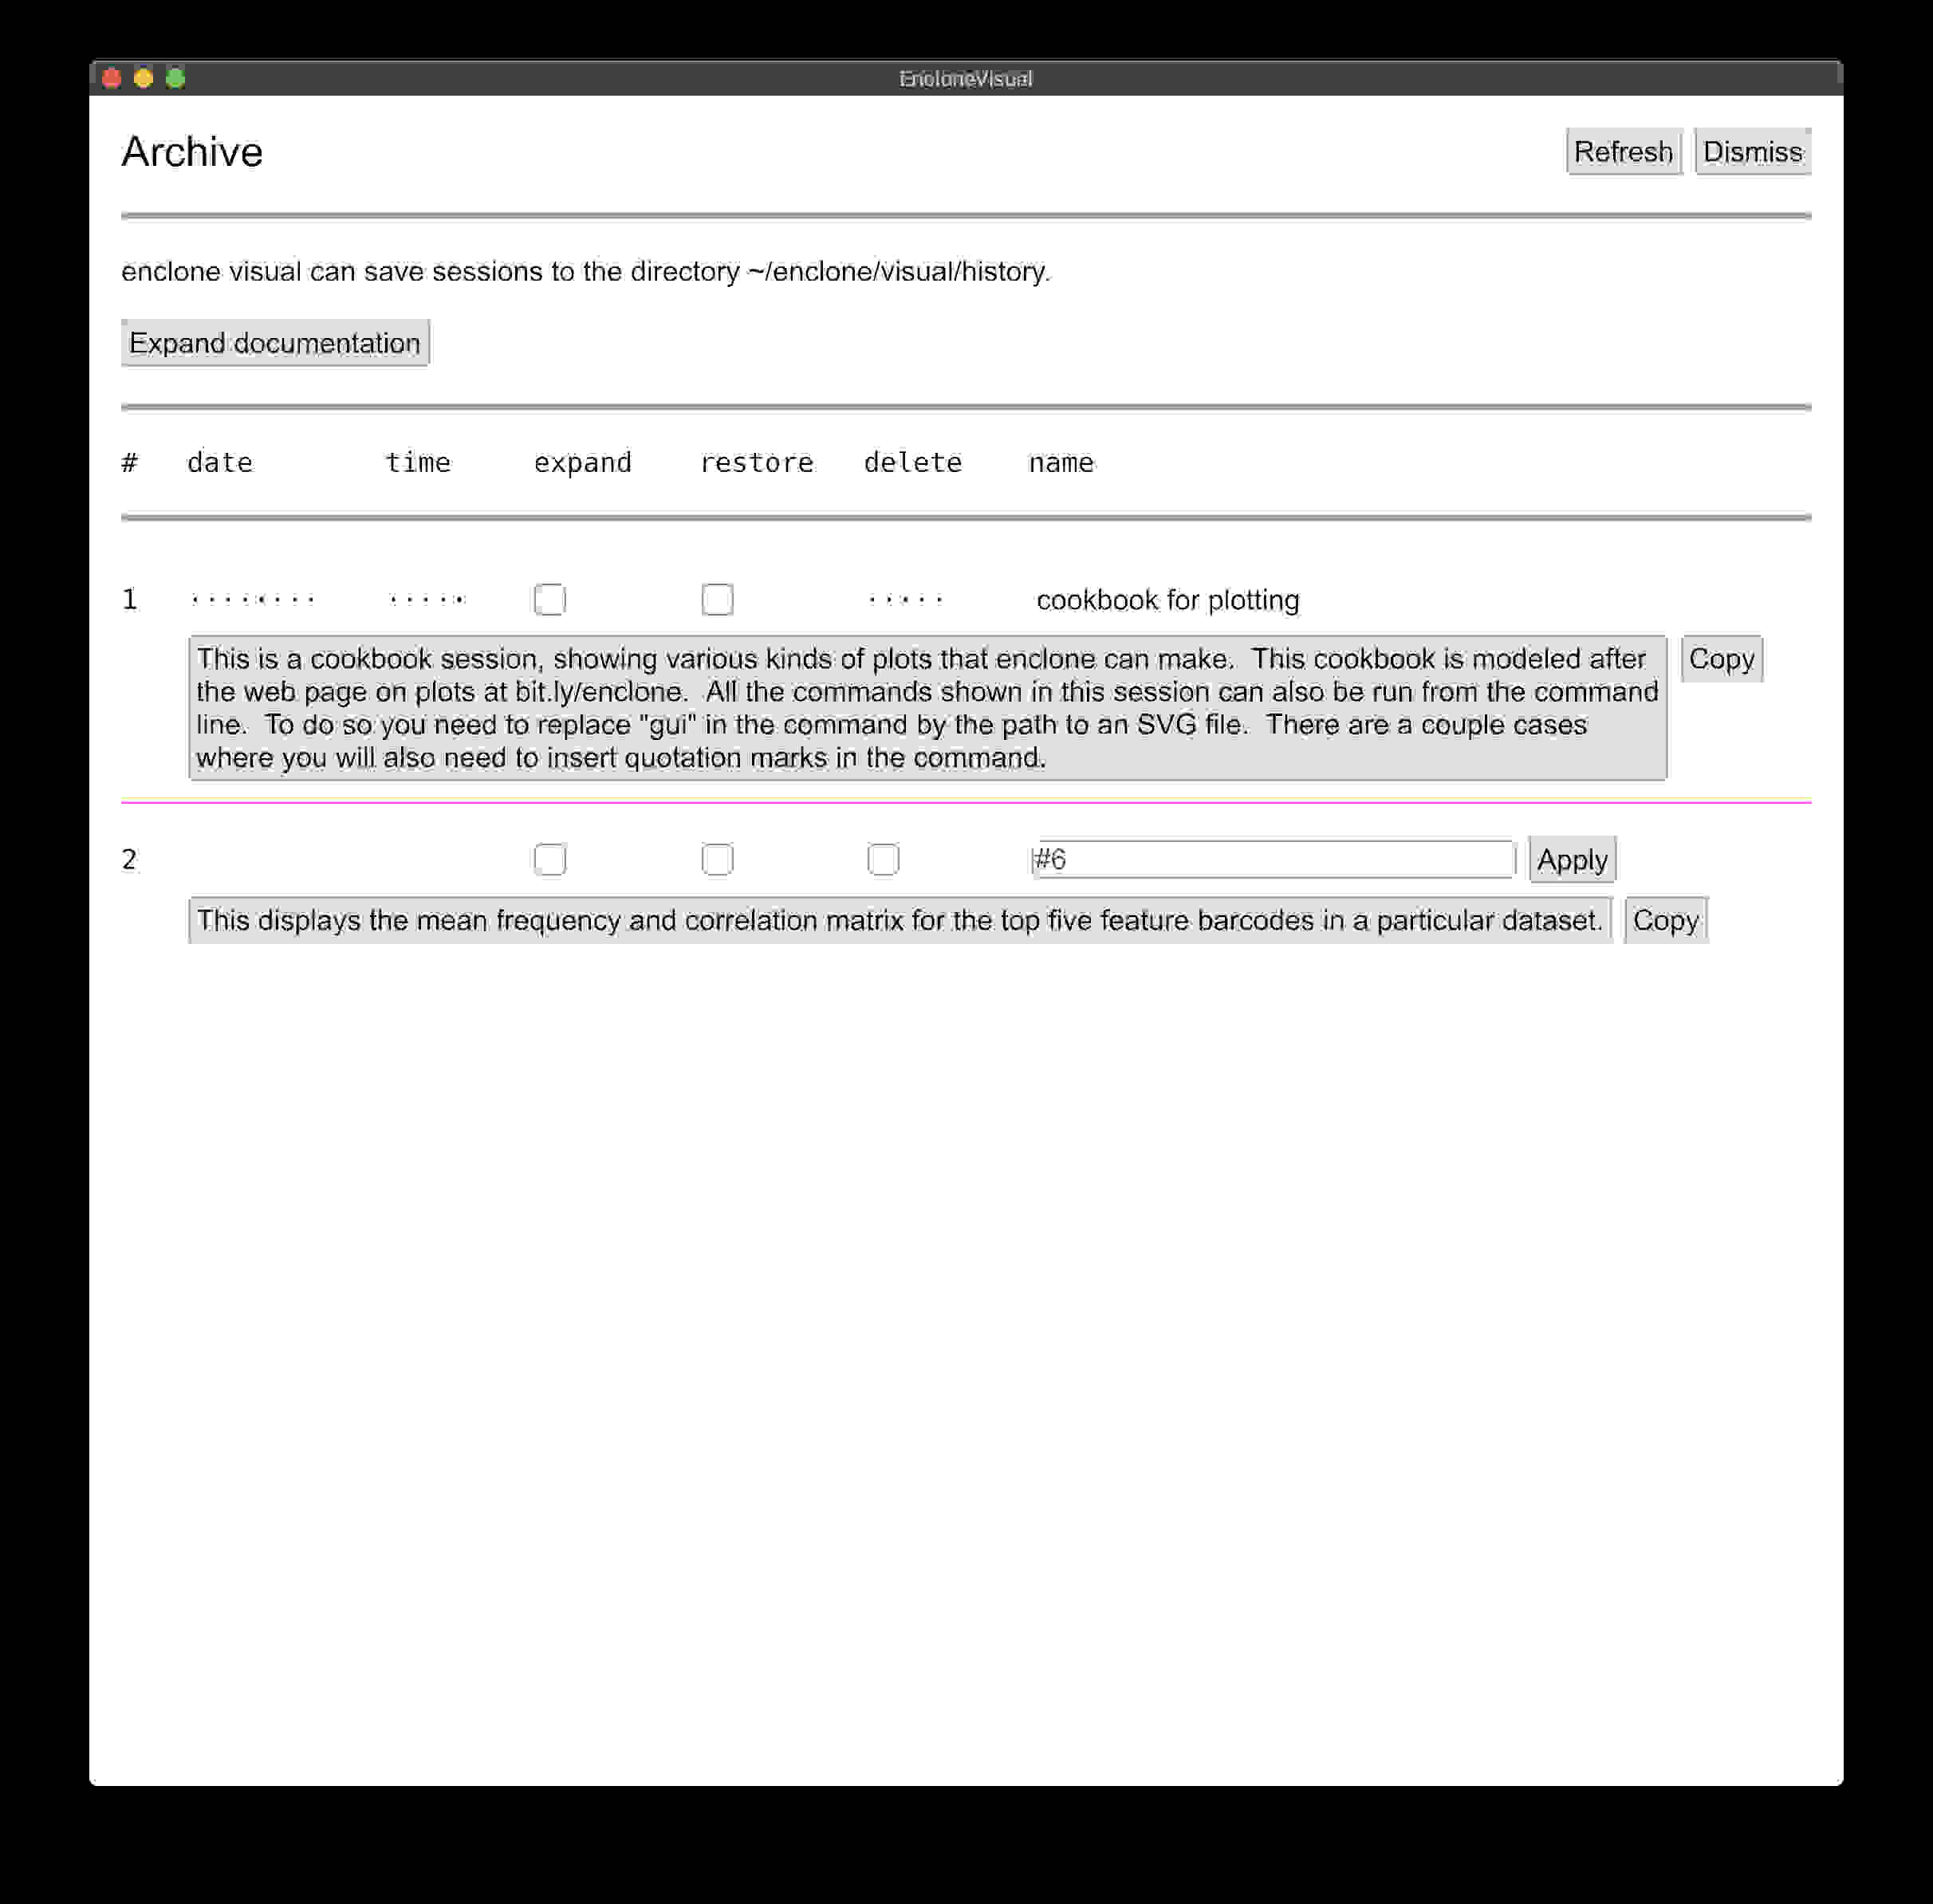 EncloneVisual
Archive
Refresh Dismiss
enclone visual can save sessions to the directory ~/enclone/visual/history.
Expand documentation
# date time expand restore delete name
1 ········ ····· ····· cookbook for plotting
This is a cookbook session, showing various kinds of plots that enclone can make.  This cookbook is modeled after
the web page on plots at bit.ly/enclone.  All the commands shown in this session can also be run from the command
line.  To do so you need to replace "gui" in the command by the path to an SVG file.  There are a couple cases
where you will also need to insert quotation marks in the command.
Copy
2 #6 Apply
This displays the mean frequency and correlation matrix for the top five feature barcodes in a particular dataset. Copy